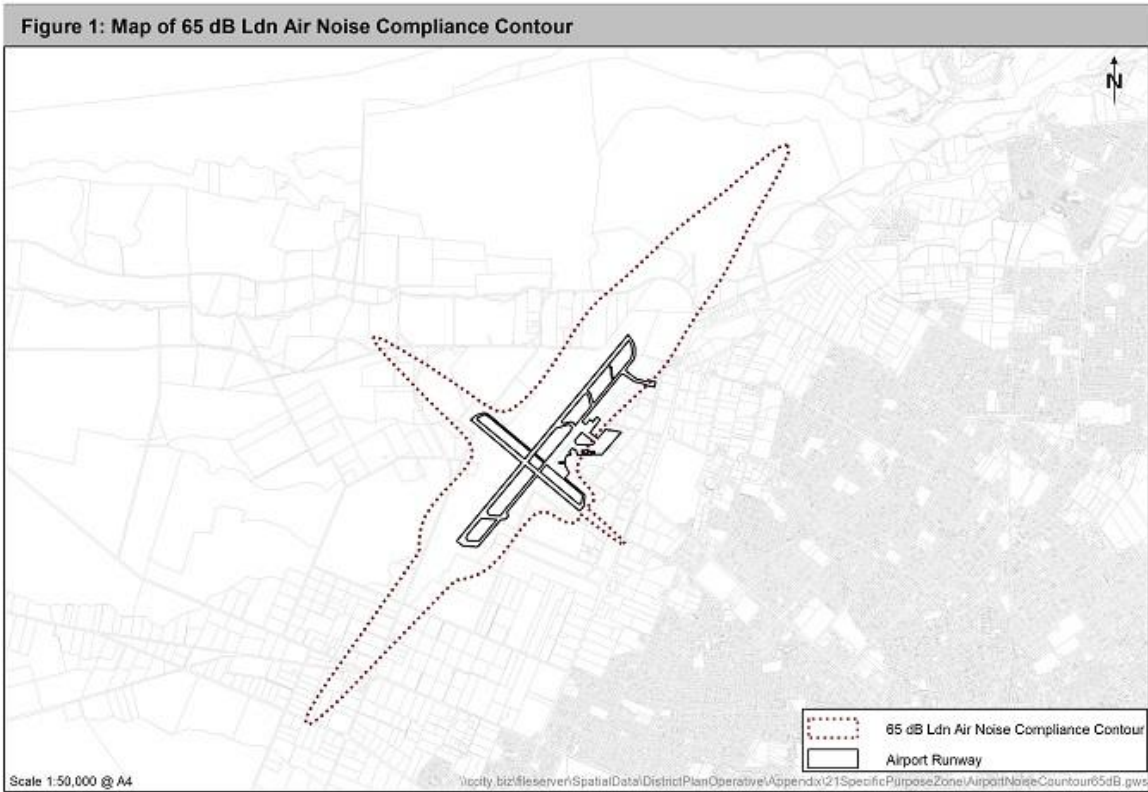 Figure 1: Map of 65 dB Ldn Air Noise Compliance Contour
N
65 dB Ldn Air Noise Compliance Contour
Airport Runway
Scale 1:50,000 @ A4
\\ccity.biz\fileserver\SpatialData\DistrictPlanOperative\Appendix\21SpecificPurposeZone\AirportNoiseCountour65dB.gws